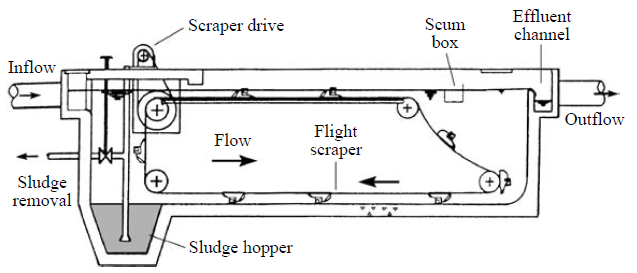 Scraper drive
Scum
box
Effluent
channel
Inflow
Outflow
Flow
Flight
scraper
Sludge
removal
Sludge hopper